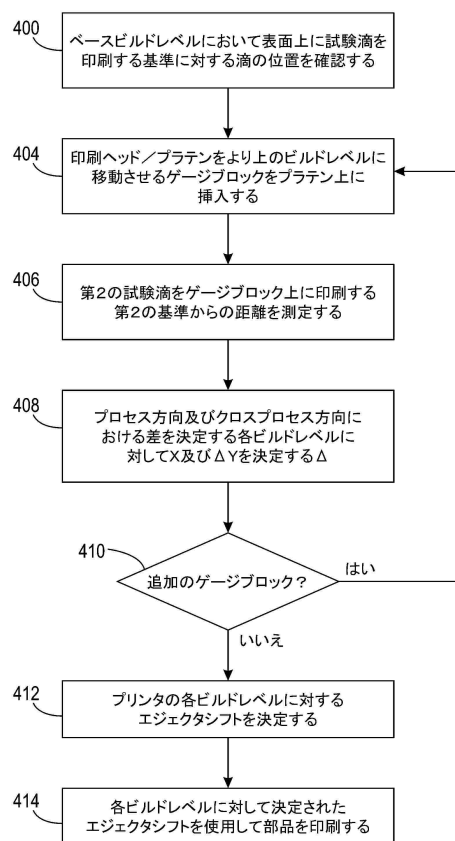 400
ベースビルドレベルにおいて表面上に試験滴を
印刷する基準に対する滴の位置を確認する
404
印刷ヘッド／プラテンをより上のビルドレベルに
移動させるゲージブロックをプラテン上に
挿入する
406
第2の試験滴をゲージブロック上に印刷する
第2の基準からの距離を測定する
408
プロセス方向及びクロスプロセス方向に
おける差を決定する各ビルドレベルに
対してX及びΔYを決定するΔ
410
追加のゲージブロック？
はい
いいえ
412
プリンタの各ビルドレベルに対する
エジェクタシフトを決定する
414
各ビルドレベルに対して決定された
エジェクタシフトを使用して部品を印刷する